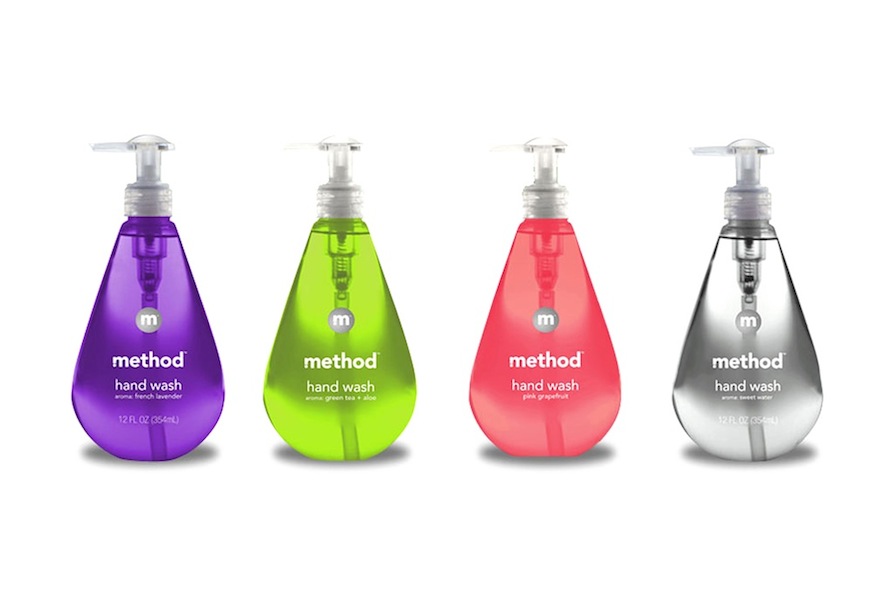 m
method
hand wash
aroma: french lavender
12 FL OZ (354mL)
m
method
hand wash
aroma: green tea + aloe
m
method
hand wash
pink grapefruit
m
method
hand wash
aroma: sweet water
12 FL OZ (354mL)